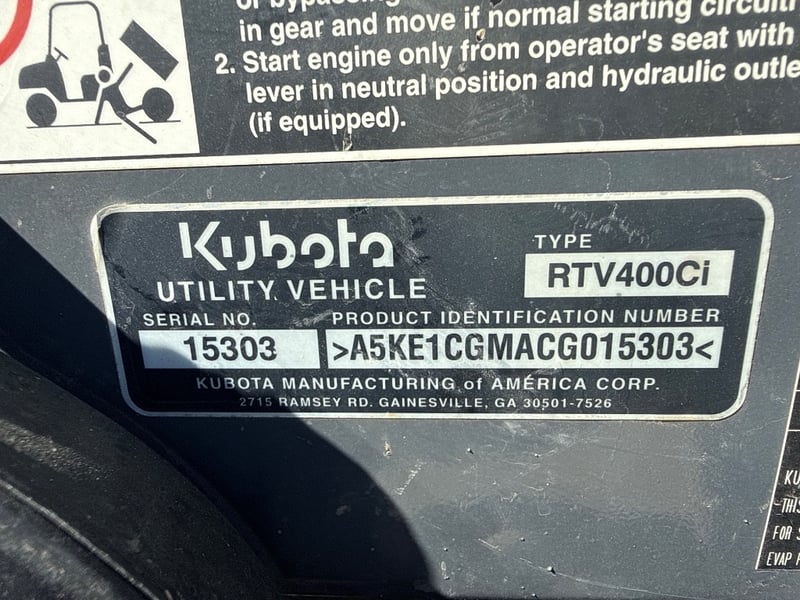 in gear and move if normal starting
2. Start engine only from operator's seat with
lever in neutral position and hydraulic
(if equipped).
Kubota
UTILITY VEHICLE
TYPE
RTV400Ci
SERIAL NO.
15303
PRODUCT IDENTIFICATION NUMBER
>A5KE1CGMACG015303<
KUBOTA MANUFACTURING of AMERICA CORP.
2715 RAMSEY RD. GAINESVILLE, GA 30501-7526
FOR
EVAP